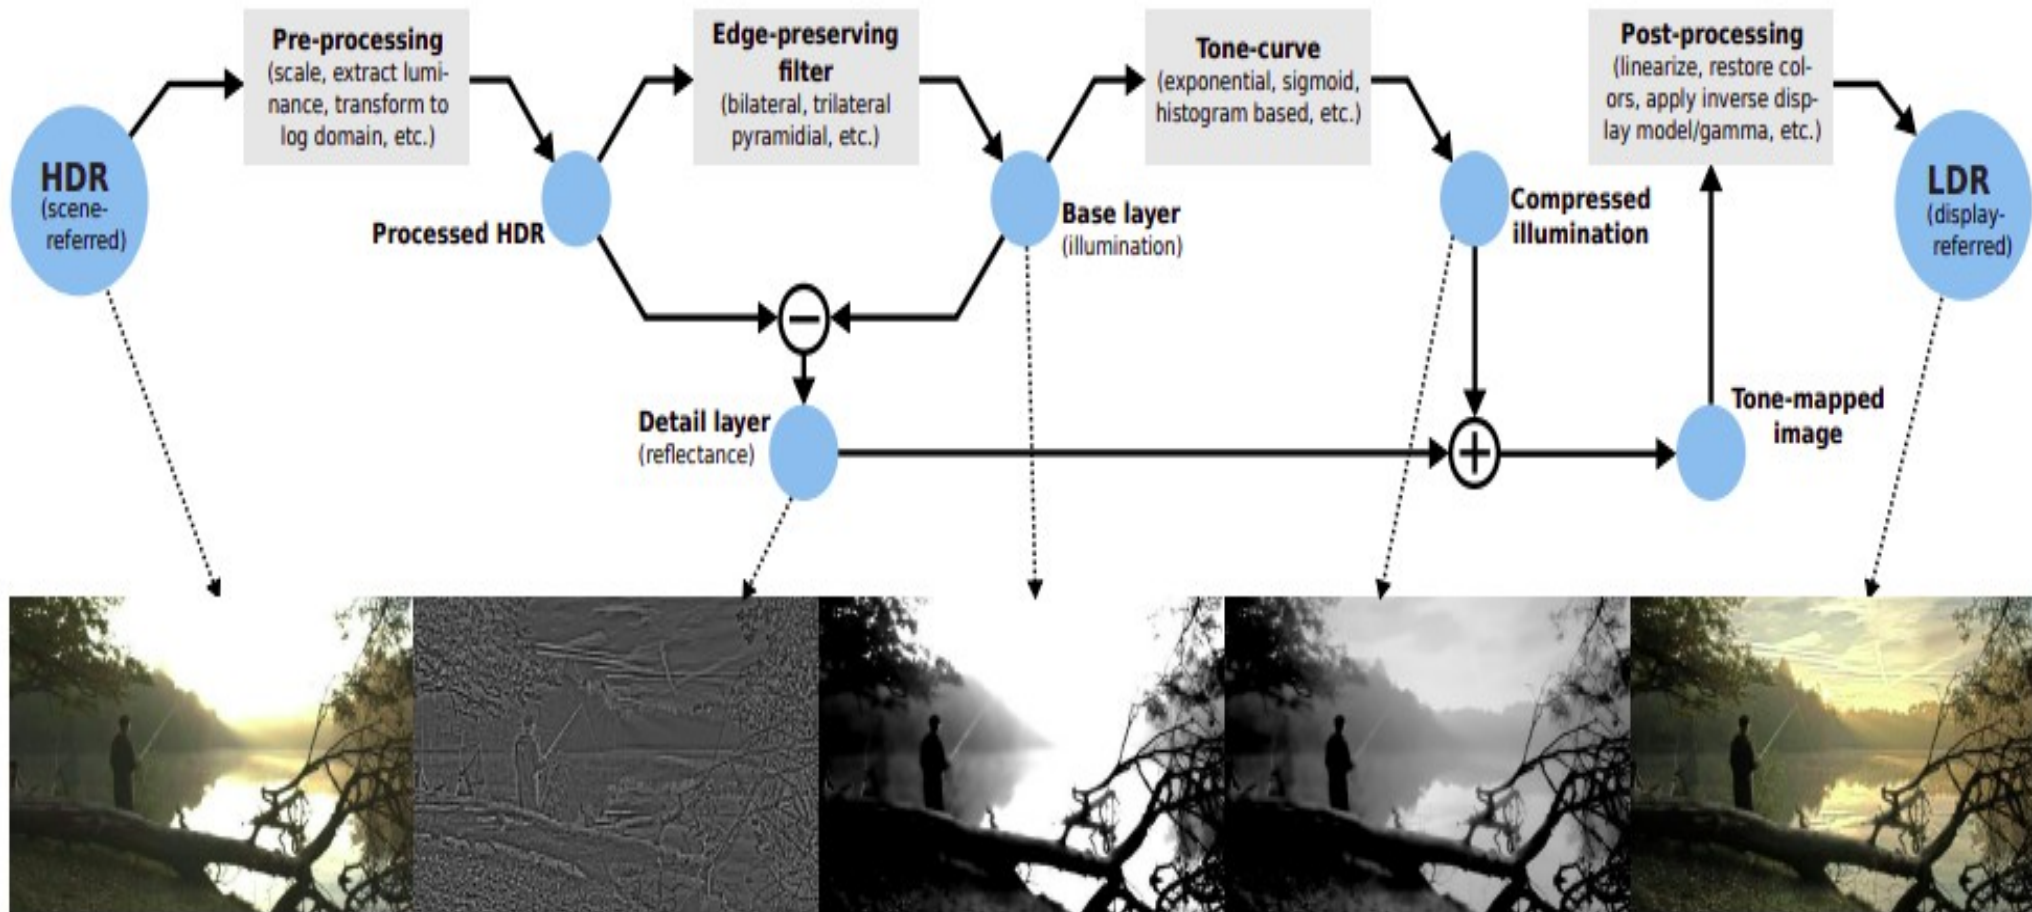 HDR
(scene-
referred)
Pre-processing
(scale, extract lumi-
nance, transform to
log domain, etc.)
Processed HDR
Edge-preserving
filter
(bilateral, trilateral
pyramidial, etc.)
Base layer
(illumination)
Tone-curve
(exponential, sigmoid,
histogram based, etc.)
Compressed
illumination
Post-processing
(linearize, restore col-
ors, apply inverse disp-
lay model/gamma, etc.)
LDR
(display-
referred)
Detail layer
(reflectance)
Tone-mapped
image